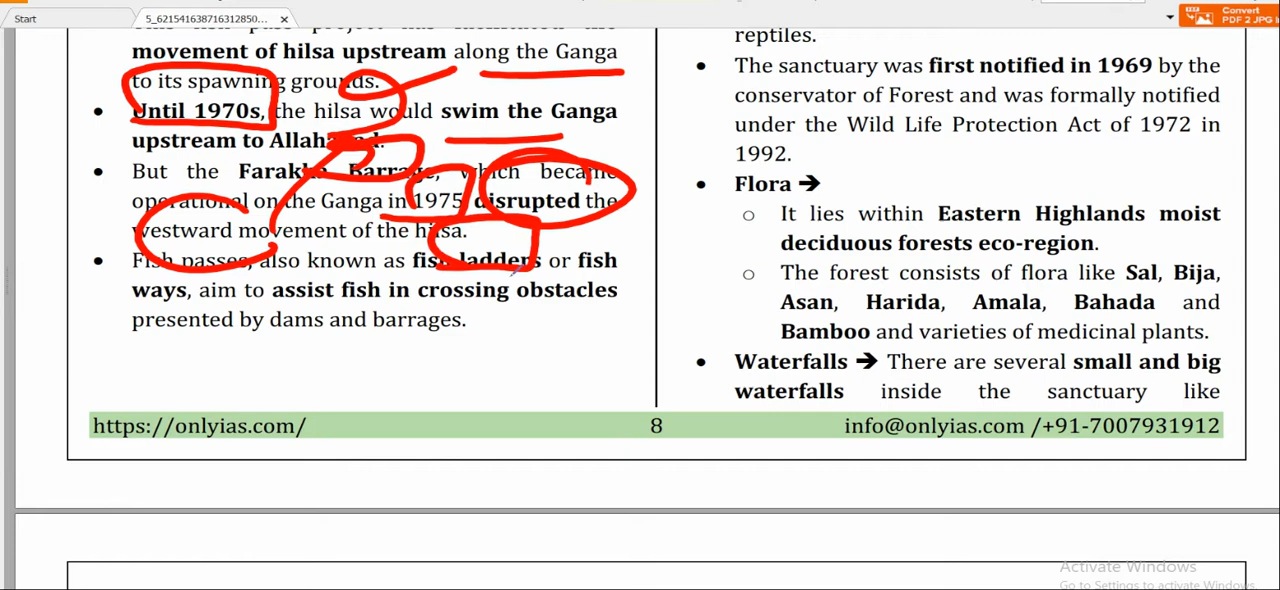 Start
5_621541638716312850...
Convert
PDF 2 JPG in
movement of hilsa upstream along the Ganga
to its spawning grounds.
• Until 1970s, the hilsa would swim the Ganga
upstream to Allahabad.
• But the Farakka Barrage, which became
operational on the Ganga in 1975, disrupted the
westward movement of the hilsa.
• Fish passes, also known as fish ladders or fish
ways, aim to assist fish in crossing obstacles
presented by dams and barrages.
reptiles.
• The sanctuary was first notified in 1969 by the
conservator of Forest and was formally notified
under the Wild Life Protection Act of 1972 in
1992.
• Flora ➔
o It lies within Eastern Highlands moist
deciduous forests eco-region.
o The forest consists of flora like Sal, Bija,
Asan, Harida, Amala, Bahada and
Bamboo and varieties of medicinal plants.
• Waterfalls ➔ There are several small and big
waterfalls inside the sanctuary like
https://onlyias.com/ 8 info@onlyias.com /+91-7007931912
Activate Windows
Go to Settings to activate Windows.